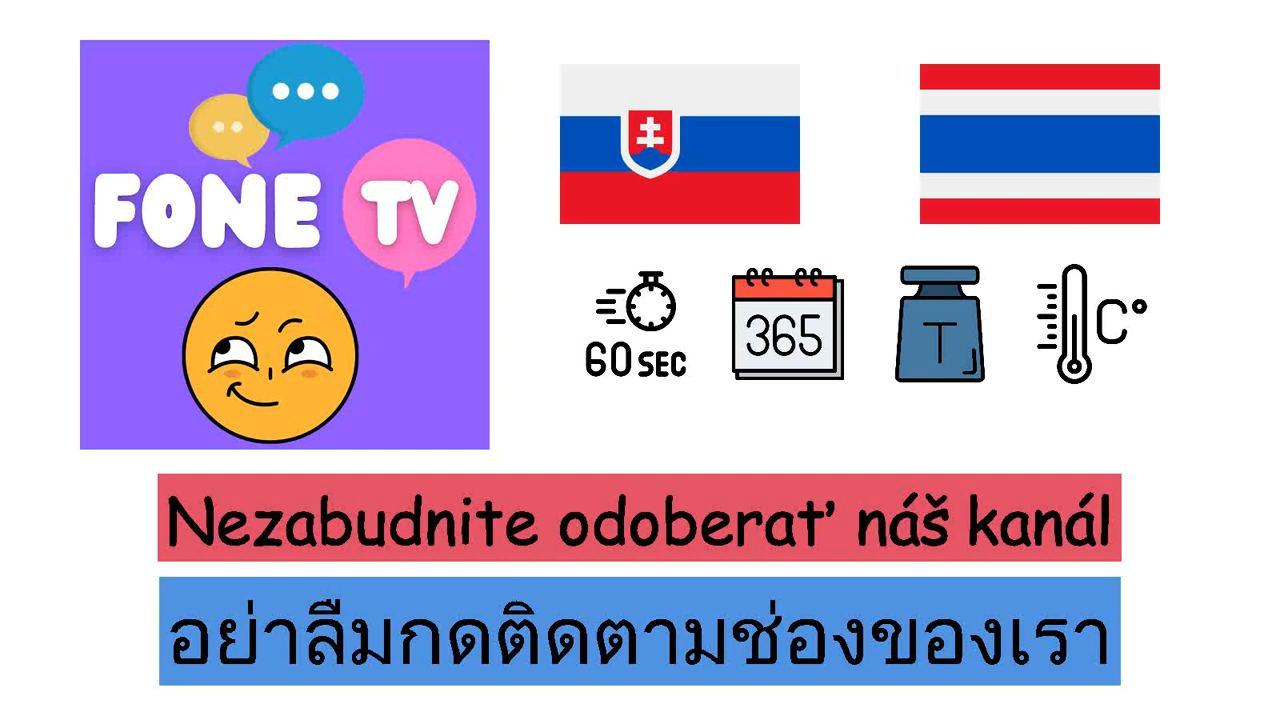 FONE TV
60 SEC
365
T
C°
Nezabudnite odoberať náš kanál
อย่าลืมกดติดตามช่องของเรา